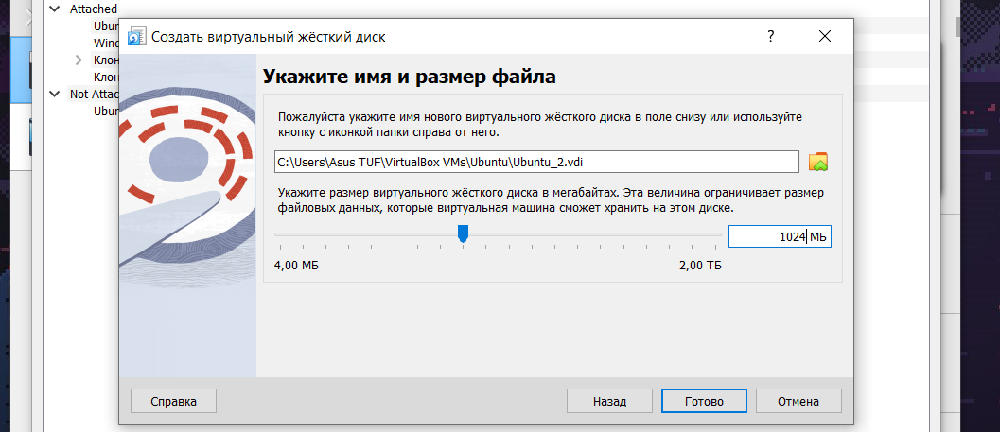 Attached
Создать виртуальный жёсткий диск
?
Клон
Клон
Not Attac
Укажите имя и размер файла
Пожалуйста укажите имя нового виртуального жёсткого диска в поле снизу или используйте
кнопку с иконкой папки справа от него.
C:\Users\Asus TUF\VirtualBox VMs\Ubuntu\Ubuntu_2.vdi
Укажите размер виртуального жёсткого диска в мегабайтах. Эта величина ограничивает размер
файловых данных, которые виртуальная машина сможет хранить на этом диске.
1024 МБ
4,00 МБ
2,00 ТБ
Справка
Назад
Готово
Отмена